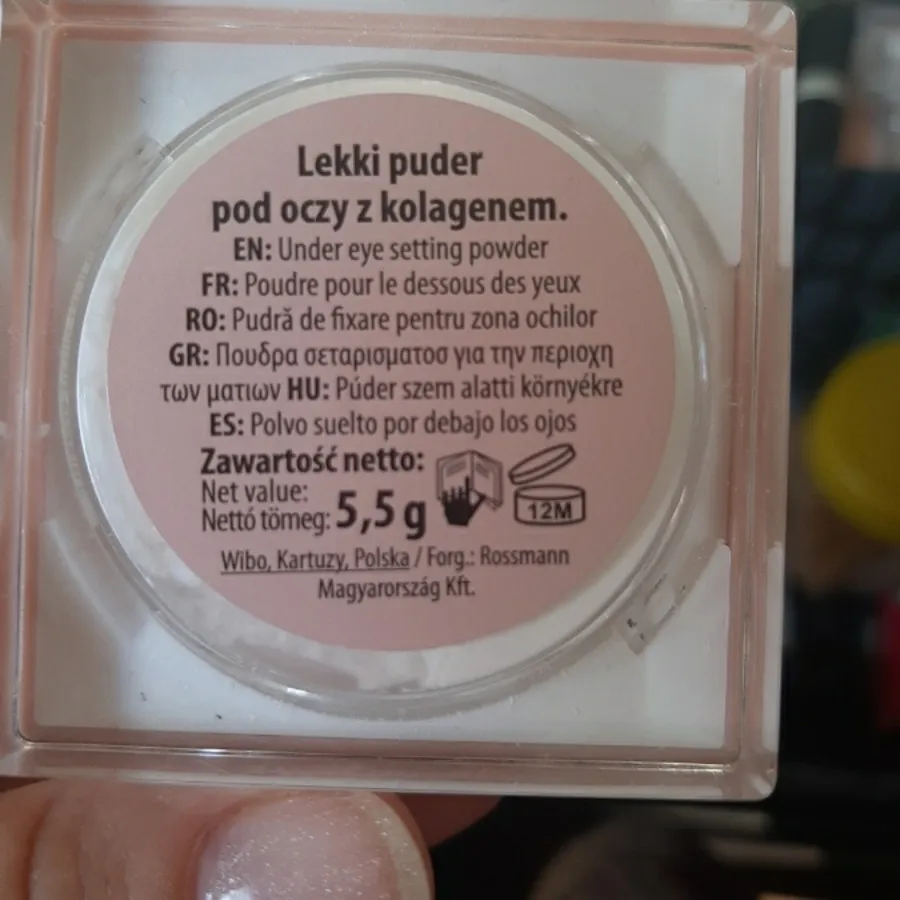 Lekki puder
pod oczy z kolagenem.
EN: Under eye setting powder
FR: Poudre pour le dessous des yeux
RO: Pudră de fixare pentru zona ochilor
GR: Πουδρα σεταρισματοσ για την περιοχη
των ματιων HU: Púder szem alatti környékre
ES: Polvo suelto por debajo los ojos
Zawartość netto:
Net value:
Nettó tömeg: 5,5 g
12M
Wibo, Kartuzy, Polska / Forg.: Rossmann
Magyarország Kft.